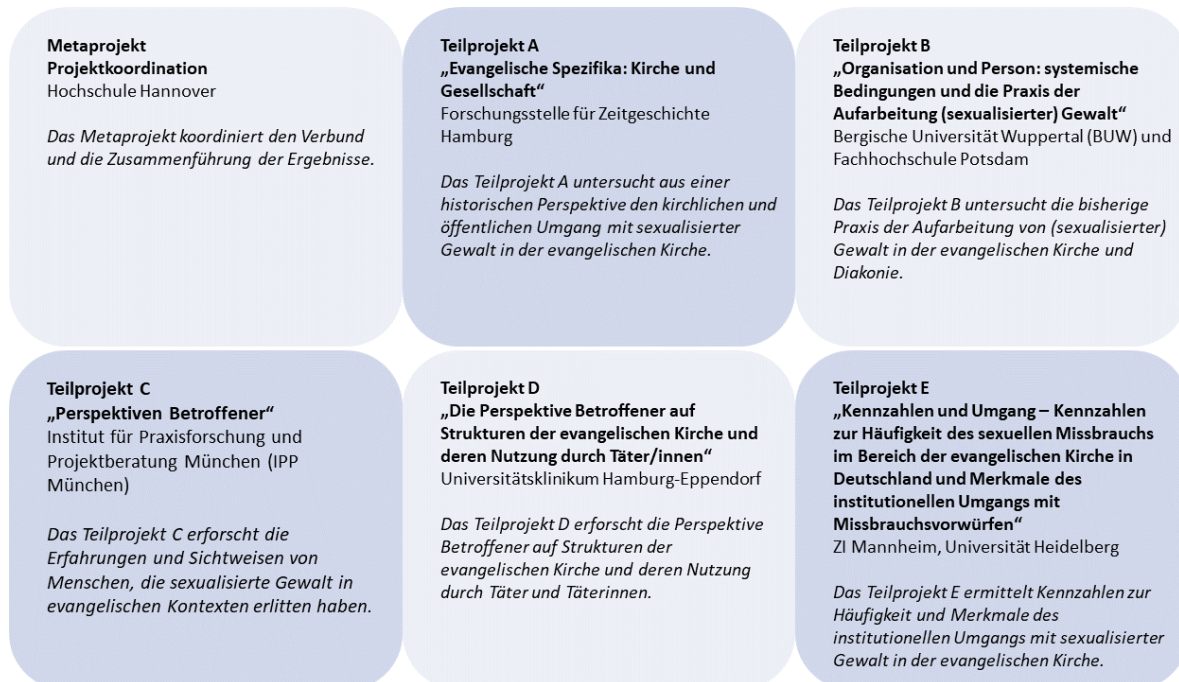 Metaprojekt
Projektkoordination
Hochschule Hannover
Das Metaprojekt koordiniert den Verbund
und die Zusammenführung der Ergebnisse.
Teilprojekt A
„Evangelische Spezifika: Kirche und
Gesellschaft“
Forschungsstelle für Zeitgeschichte
Hamburg
Das Teilprojekt A untersucht aus einer
historischen Perspektive den kirchlichen und
öffentlichen Umgang mit sexualisierter
Gewalt in der evangelischen Kirche.
Teilprojekt B
„Organisation und Person: systemische
Bedingungen und die Praxis der
Aufarbeitung (sexualisierter) Gewalt“
Bergische Universität Wuppertal (BUW) und
Fachhochschule Potsdam
Das Teilprojekt B untersucht die bisherige
Praxis der Aufarbeitung von (sexualisierter)
Gewalt in der evangelischen Kirche und
Diakonie.
Teilprojekt C
„Perspektiven Betroffener“
Institut für Praxisforschung und
Projektberatung München (IPP
München)
Das Teilprojekt C erforscht die
Erfahrungen und Sichtweisen von
Menschen, die sexualisierte Gewalt in
evangelischen Kontexten erlitten haben.
Teilprojekt D
„Die Perspektive Betroffener auf
Strukturen der evangelischen Kirche und
deren Nutzung durch Täter/innen“
Universitätsklinikum Hamburg-Eppendorf
Das Teilprojekt D erforscht die Perspektive
Betroffener auf Strukturen der
evangelischen Kirche und deren Nutzung
durch Täter und Täterinnen.
Teilprojekt E
„Kennzahlen und Umgang – Kennzahlen
zur Häufigkeit des sexuellen Missbrauchs
im Bereich der evangelischen Kirche in
Deutschland und Merkmale des
institutionellen Umgangs mit
Missbrauchsvorwürfen“
ZI Mannheim, Universität Heidelberg
Das Teilprojekt E ermittelt Kennzahlen zur
Häufigkeit und Merkmale des
institutionellen Umgangs mit sexualisierter
Gewalt in der evangelischen Kirche.